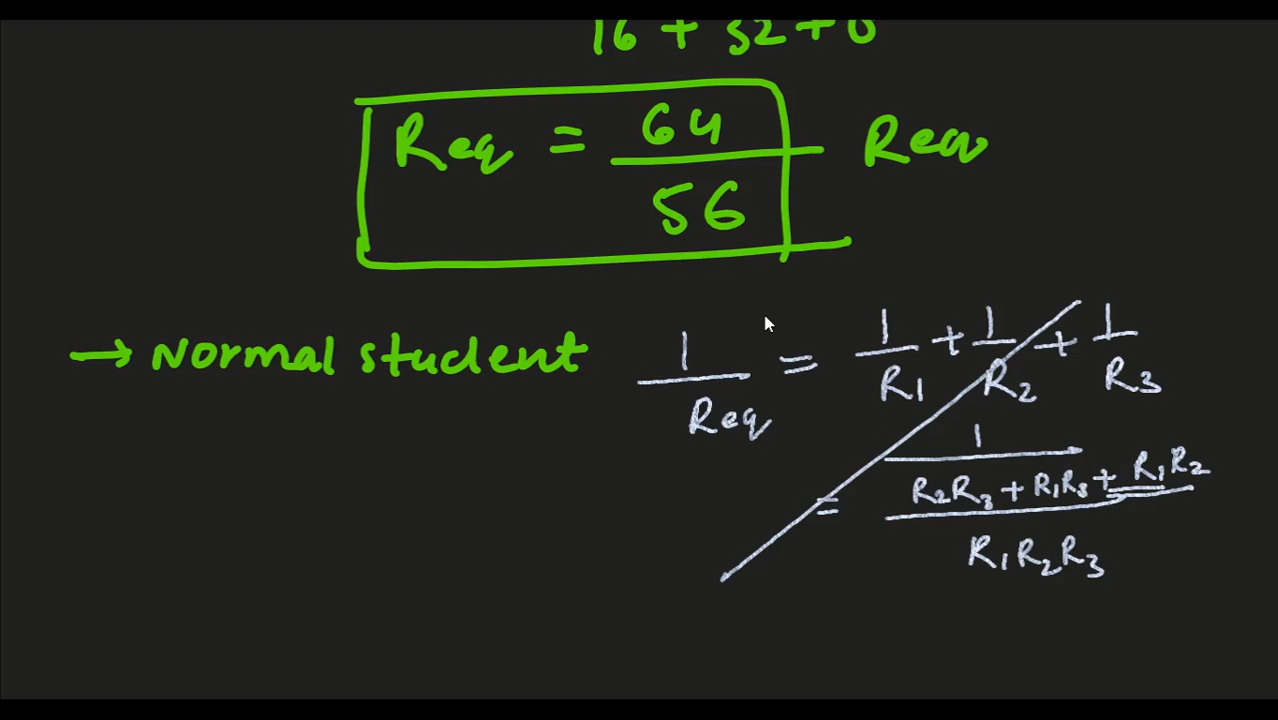 16 + 32 + 8
Req = 64/56 Req
→ Normal student 1/Req = 1/R1 + 1/R2 + 1/R3
= 1/((R2R3 + R1R3 + R1R2)/(R1R2R3))